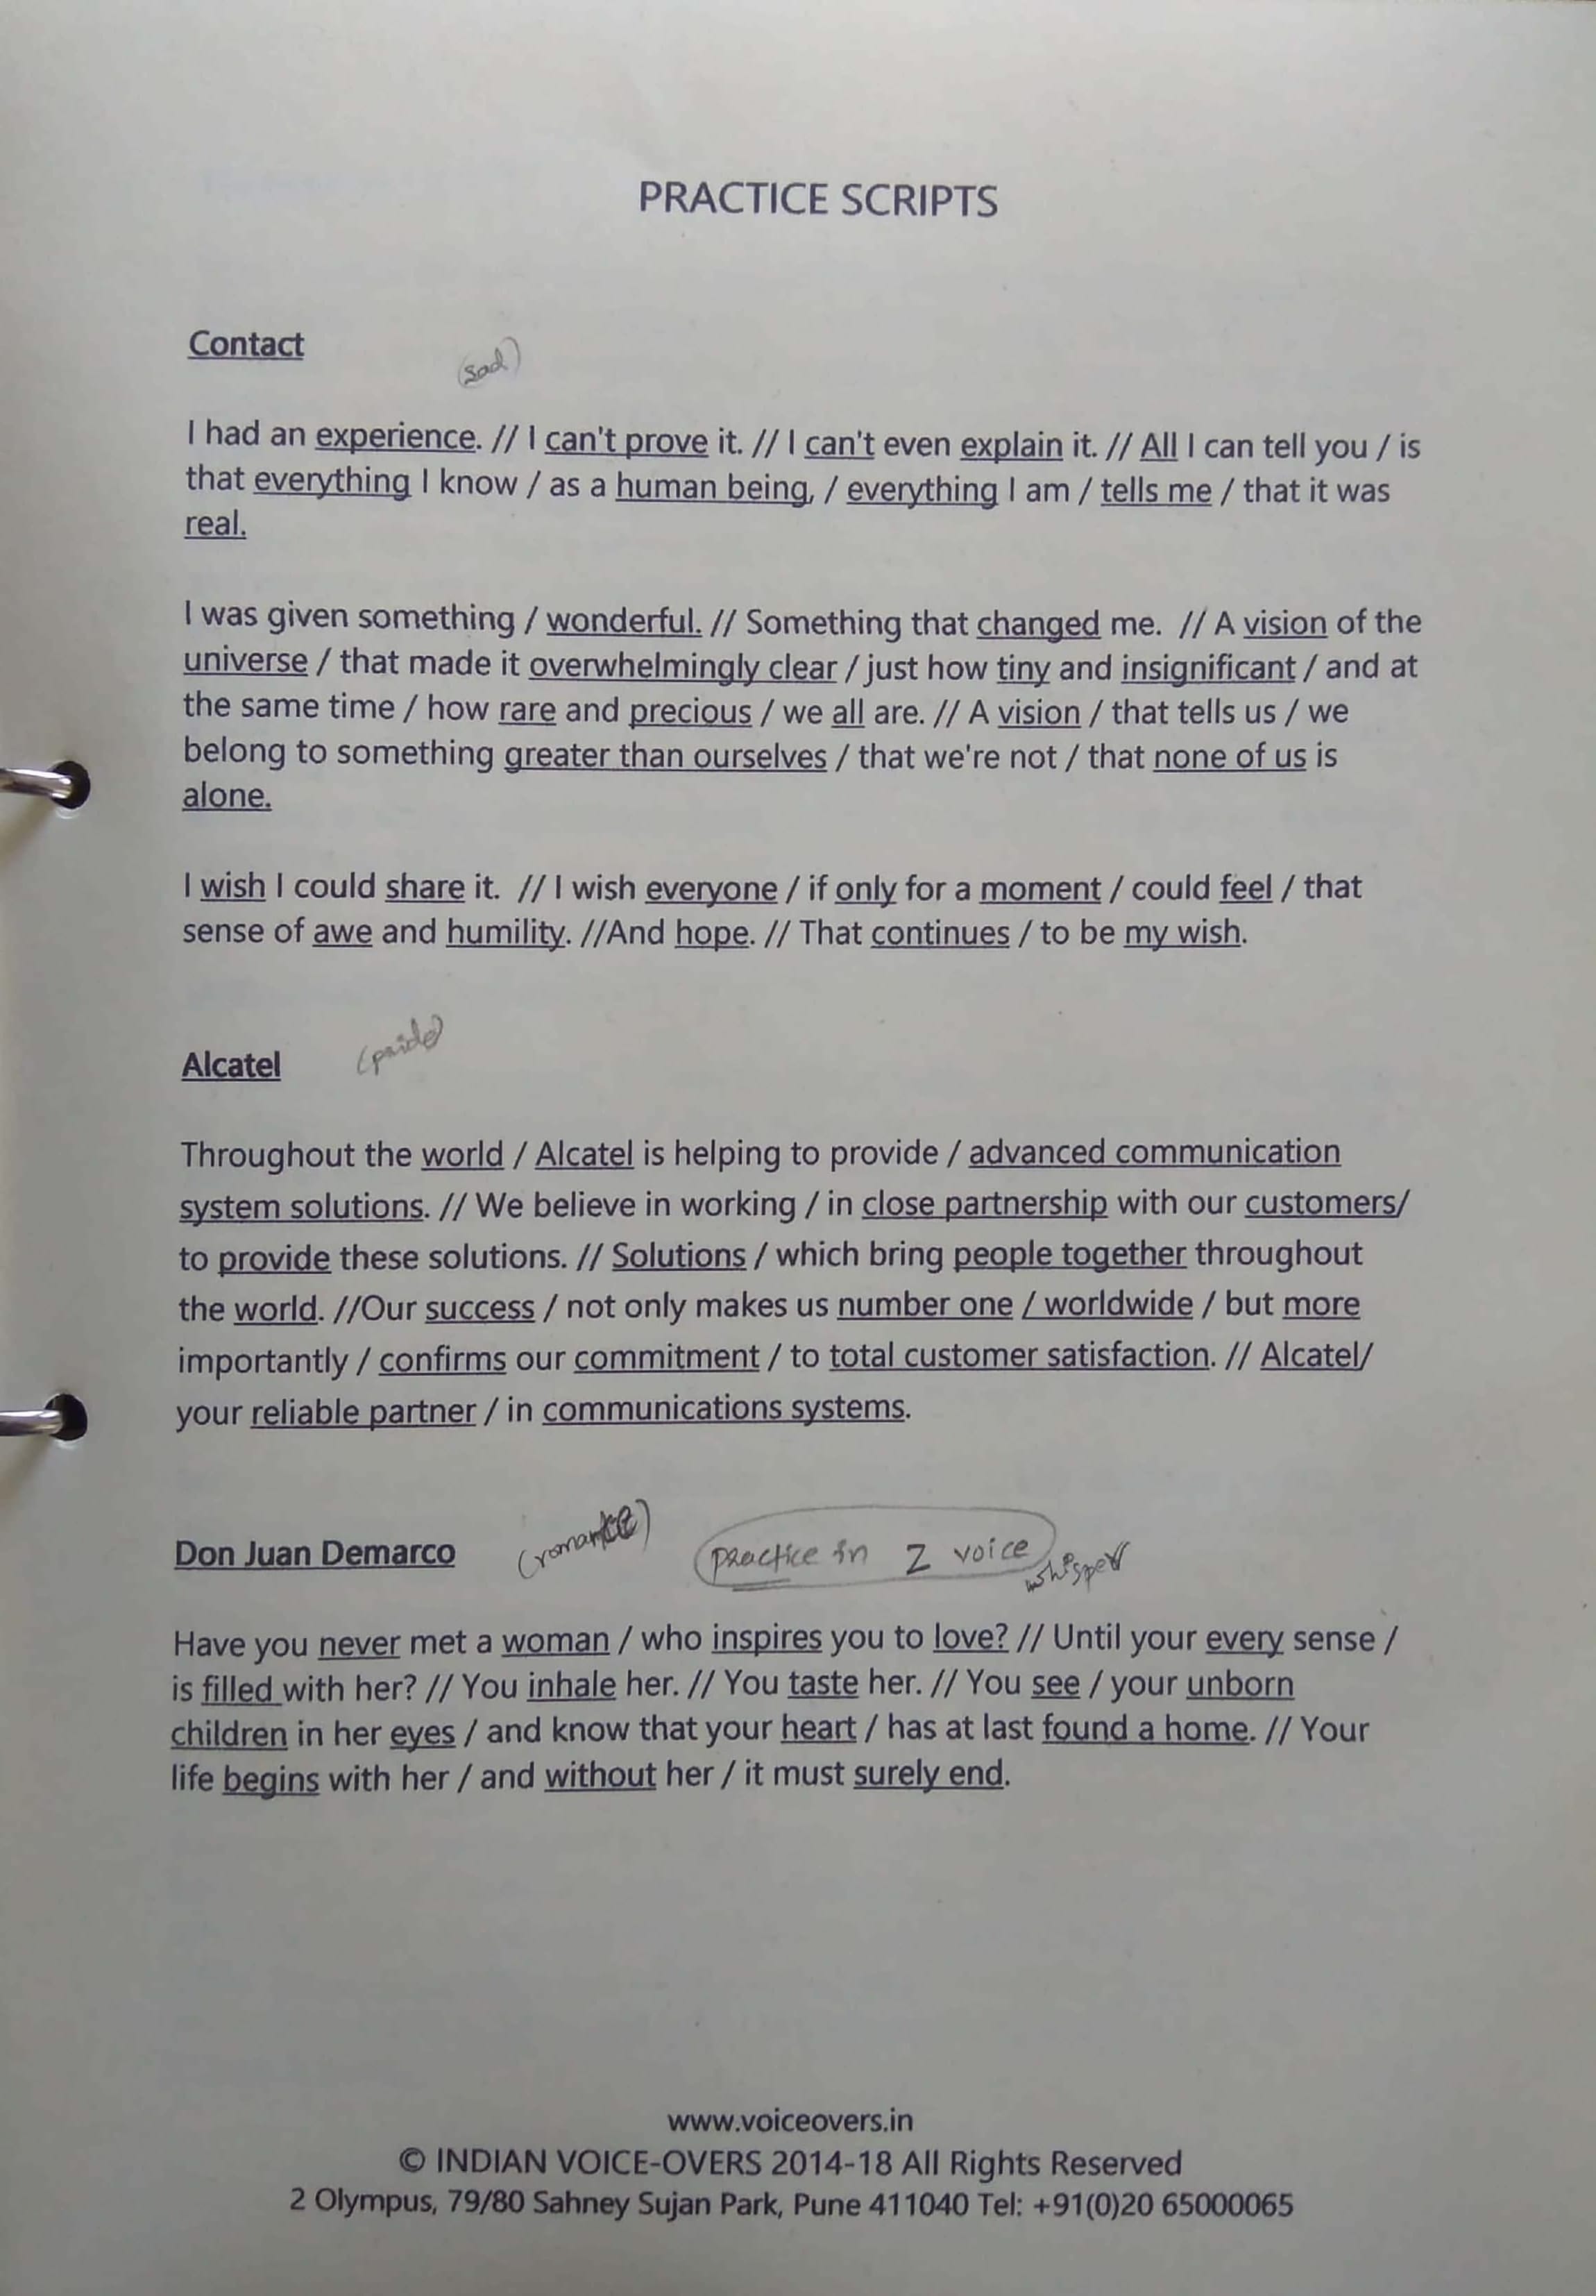 PRACTICE SCRIPTS
Contact
(sad)
I had an experience. // I can't prove it. // I can't even explain it. // All I can tell you / is
that everything I know / as a human being, / everything I am / tells me / that it was
real.
I was given something / wonderful. // Something that changed me. // A vision of the
universe / that made it overwhelmingly clear / just how tiny and insignificant / and at
the same time / how rare and precious / we all are. // A vision / that tells us / we
belong to something greater than ourselves / that we're not / that none of us is
alone.
I wish I could share it. // I wish everyone / if only for a moment / could feel / that
sense of awe and humility. //And hope. // That continues / to be my wish.
Alcatel (pride)
Throughout the world / Alcatel is helping to provide / advanced communication
system solutions. // We believe in working / in close partnership with our customers/
to provide these solutions. // Solutions / which bring people together throughout
the world. //Our success / not only makes us number one / worldwide / but more
importantly / confirms our commitment / to total customer satisfaction. // Alcatel/
your reliable partner / in communications systems.
Don Juan Demarco (romantic) practice in 2 voice
whisper
Have you never met a woman / who inspires you to love? // Until your every sense /
is filled with her? // You inhale her. // You taste her. // You see / your unborn
children in her eyes / and know that your heart / has at last found a home. // Your
life begins with her / and without her / it must surely end.
www.voiceovers.in
© INDIAN VOICE-OVERS 2014-18 All Rights Reserved
2 Olympus, 79/80 Sahney Sujan Park, Pune 411040 Tel: +91(0)20 65000065